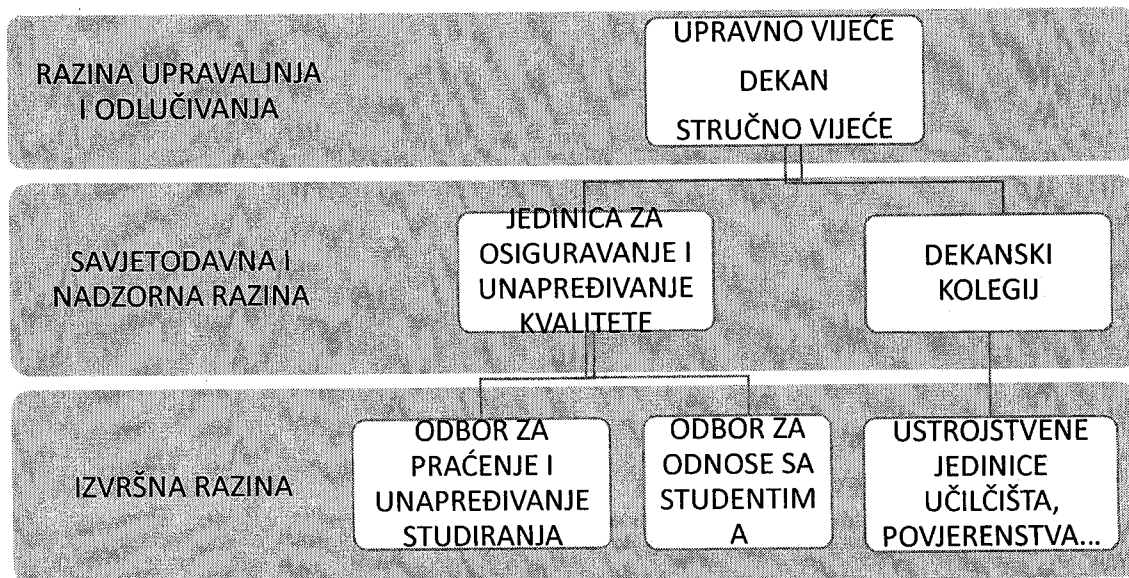 RAZINA UPRAVALJNJA
I ODLUČIVANJA
UPRAVNO VIJEĆE
DEKAN
STRUČNO VIJEĆE
SAVJETODAVNA I
NADZORNA RAZINA
JEDINICA ZA
OSIGURAVANJE I
UNAPREĐIVANJE
KVALITETE
DEKANSKI
KOLEGIJ
IZVRŠNA RAZINA
ODBOR ZA
PRAĆENJE I
UNAPREĐIVANJE
STUDIRANJA
ODBOR ZA
ODNOSE SA
STUDENTIM
A
USTROJSTVENE
JEDINICE
UČILČIŠTA,
POVJERENSTVA...